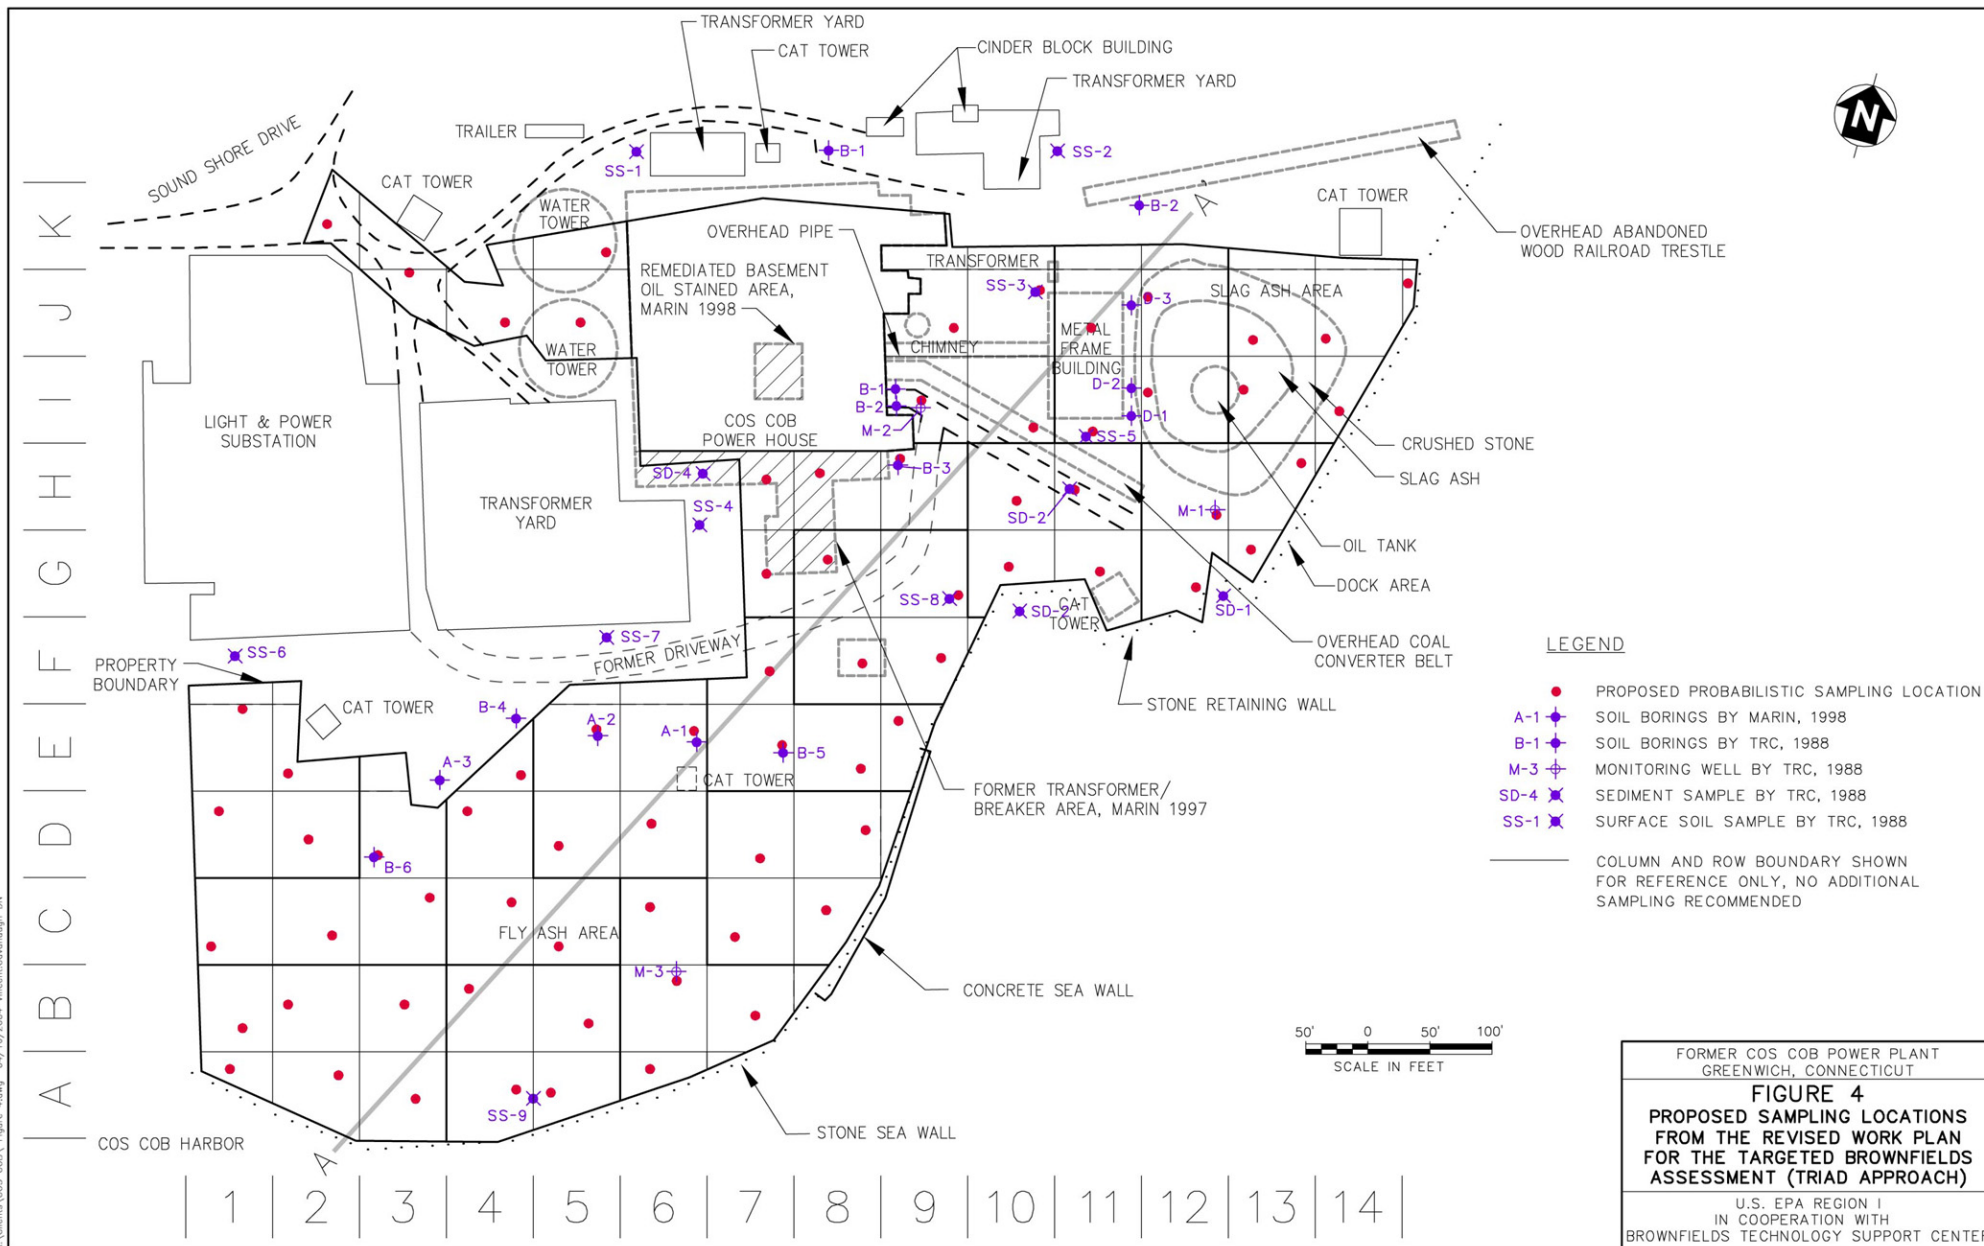 TRANSFORMER YARD
CAT TOWER
CINDER BLOCK BUILDING
TRANSFORMER YARD
N
TRAILER
SOUND SHORE DRIVE
SS-1
B-1
SS-2
CAT TOWER
WATER
TOWER
CAT TOWER
B-2
A'
OVERHEAD PIPE
OVERHEAD ABANDONED
WOOD RAILROAD TRESTLE
TRANSFORMER
REMEDIATED BASEMENT
OIL STAINED AREA,
MARIN 1998
SS-3
D-3
SLAG ASH AREA
METAL
FRAME
BUILDING
CHIMNEY
WATER
TOWER
B-1
B-2
M-2
D-2
D-1
LIGHT & POWER
SUBSTATION
COS COB
POWER HOUSE
SS-5
CRUSHED STONE
B-3
SD-4
SLAG ASH
TRANSFORMER
YARD
SS-4
SD-2
M-1
OIL TANK
DOCK AREA
SS-8
SD-2
CAT
TOWER
SD-1
SS-7
FORMER DRIVEWAY
OVERHEAD COAL
CONVERTER BELT
SS-6
PROPERTY
BOUNDARY
STONE RETAINING WALL
CAT TOWER
B-4
A-2
A-1
B-5
A-3
CAT TOWER
FORMER TRANSFORMER/
BREAKER AREA, MARIN 1997
B-6
FLY ASH AREA
M-3
CONCRETE SEA WALL
SS-9
STONE SEA WALL
COS COB HARBOR
A
K
J
I
H
G
F
E
D
C
B
A
1 2 3 4 5 6 7 8 9 10 11 12 13 14
LEGEND
PROPOSED PROBABILISTIC SAMPLING LOCATION
A-1 SOIL BORINGS BY MARIN, 1998
B-1 SOIL BORINGS BY TRC, 1988
M-3 MONITORING WELL BY TRC, 1988
SD-4 SEDIMENT SAMPLE BY TRC, 1988
SS-1 SURFACE SOIL SAMPLE BY TRC, 1988
COLUMN AND ROW BOUNDARY SHOWN
FOR REFERENCE ONLY, NO ADDITIONAL
SAMPLING RECOMMENDED
50' 0 50' 100'
SCALE IN FEET
FORMER COS COB POWER PLANT
GREENWICH, CONNECTICUT
FIGURE 4
PROPOSED SAMPLING LOCATIONS
FROM THE REVISED WORK PLAN
FOR THE TARGETED BROWNFIELDS
ASSESSMENT (TRIAD APPROACH)
U.S. EPA REGION I
IN COOPERATION WITH
BROWNFIELDS TECHNOLOGY SUPPORT CENTER